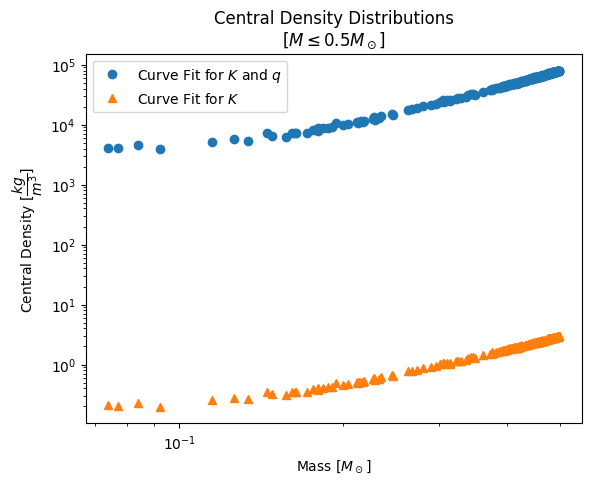 Central Density Distributions
[M ≤ 0.5M⊙]
Curve Fit for K and q
Curve Fit for K
10⁵
10⁴
10³
10²
10¹
10⁰
Central Density [kg/m³]
10⁻¹
Mass [M⊙]